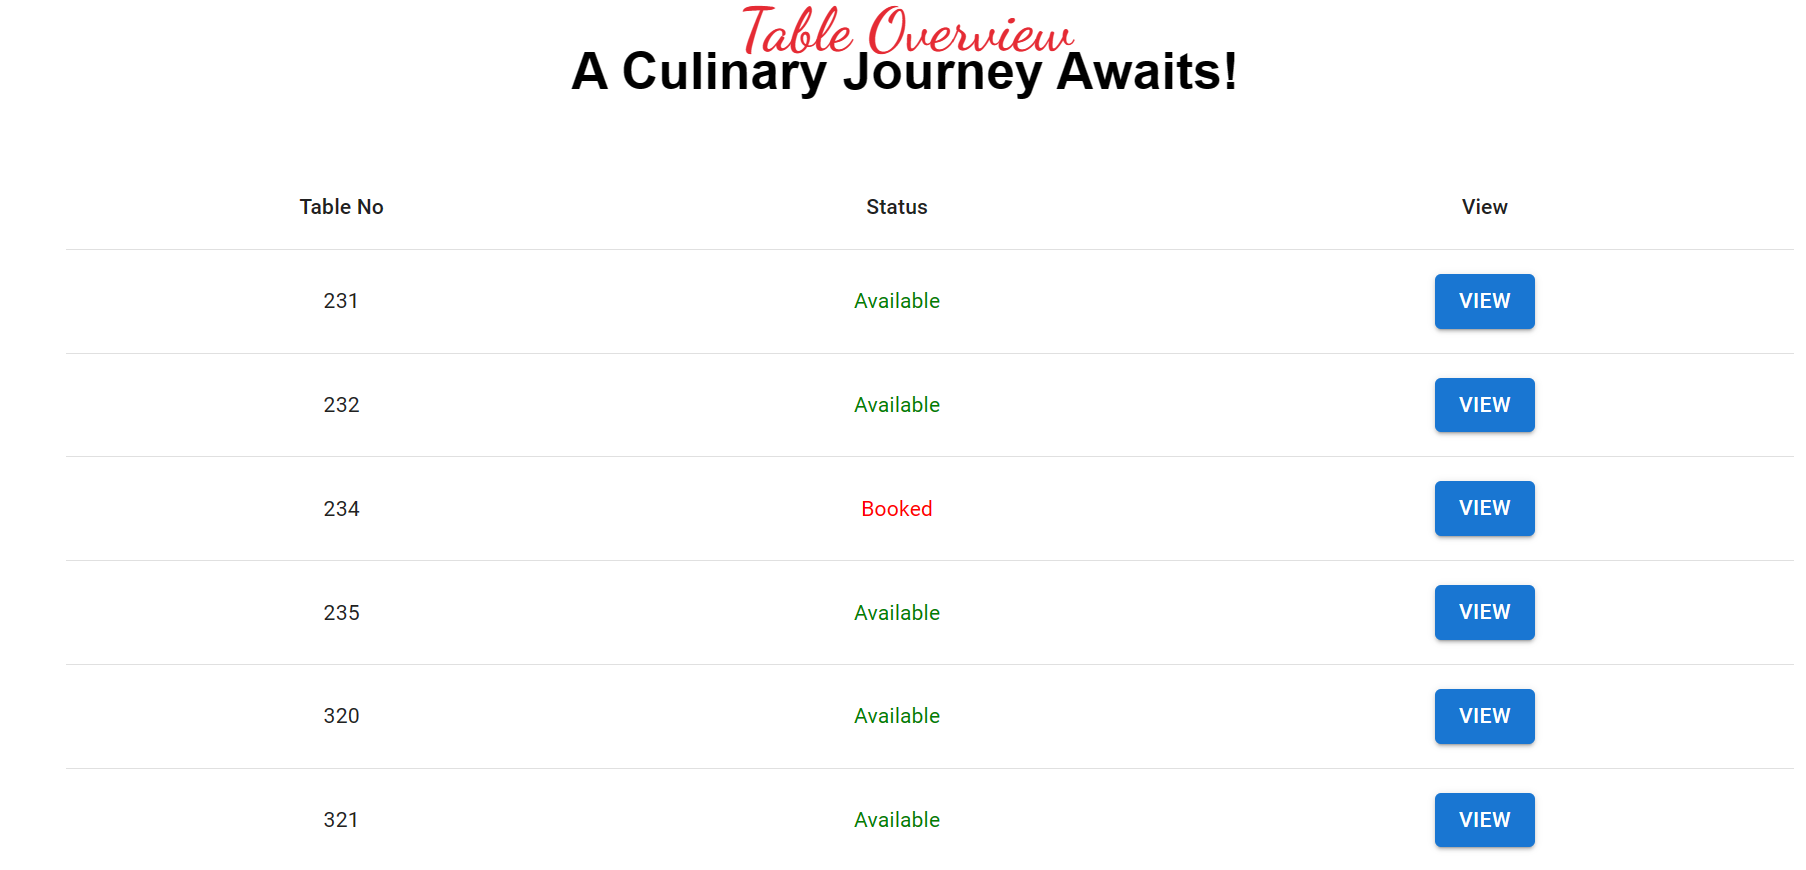 Table Overview
A Culinary Journey Awaits!
Table No Status View
231 Available VIEW
232 Available VIEW
234 Booked VIEW
235 Available VIEW
320 Available VIEW
321 Available VIEW